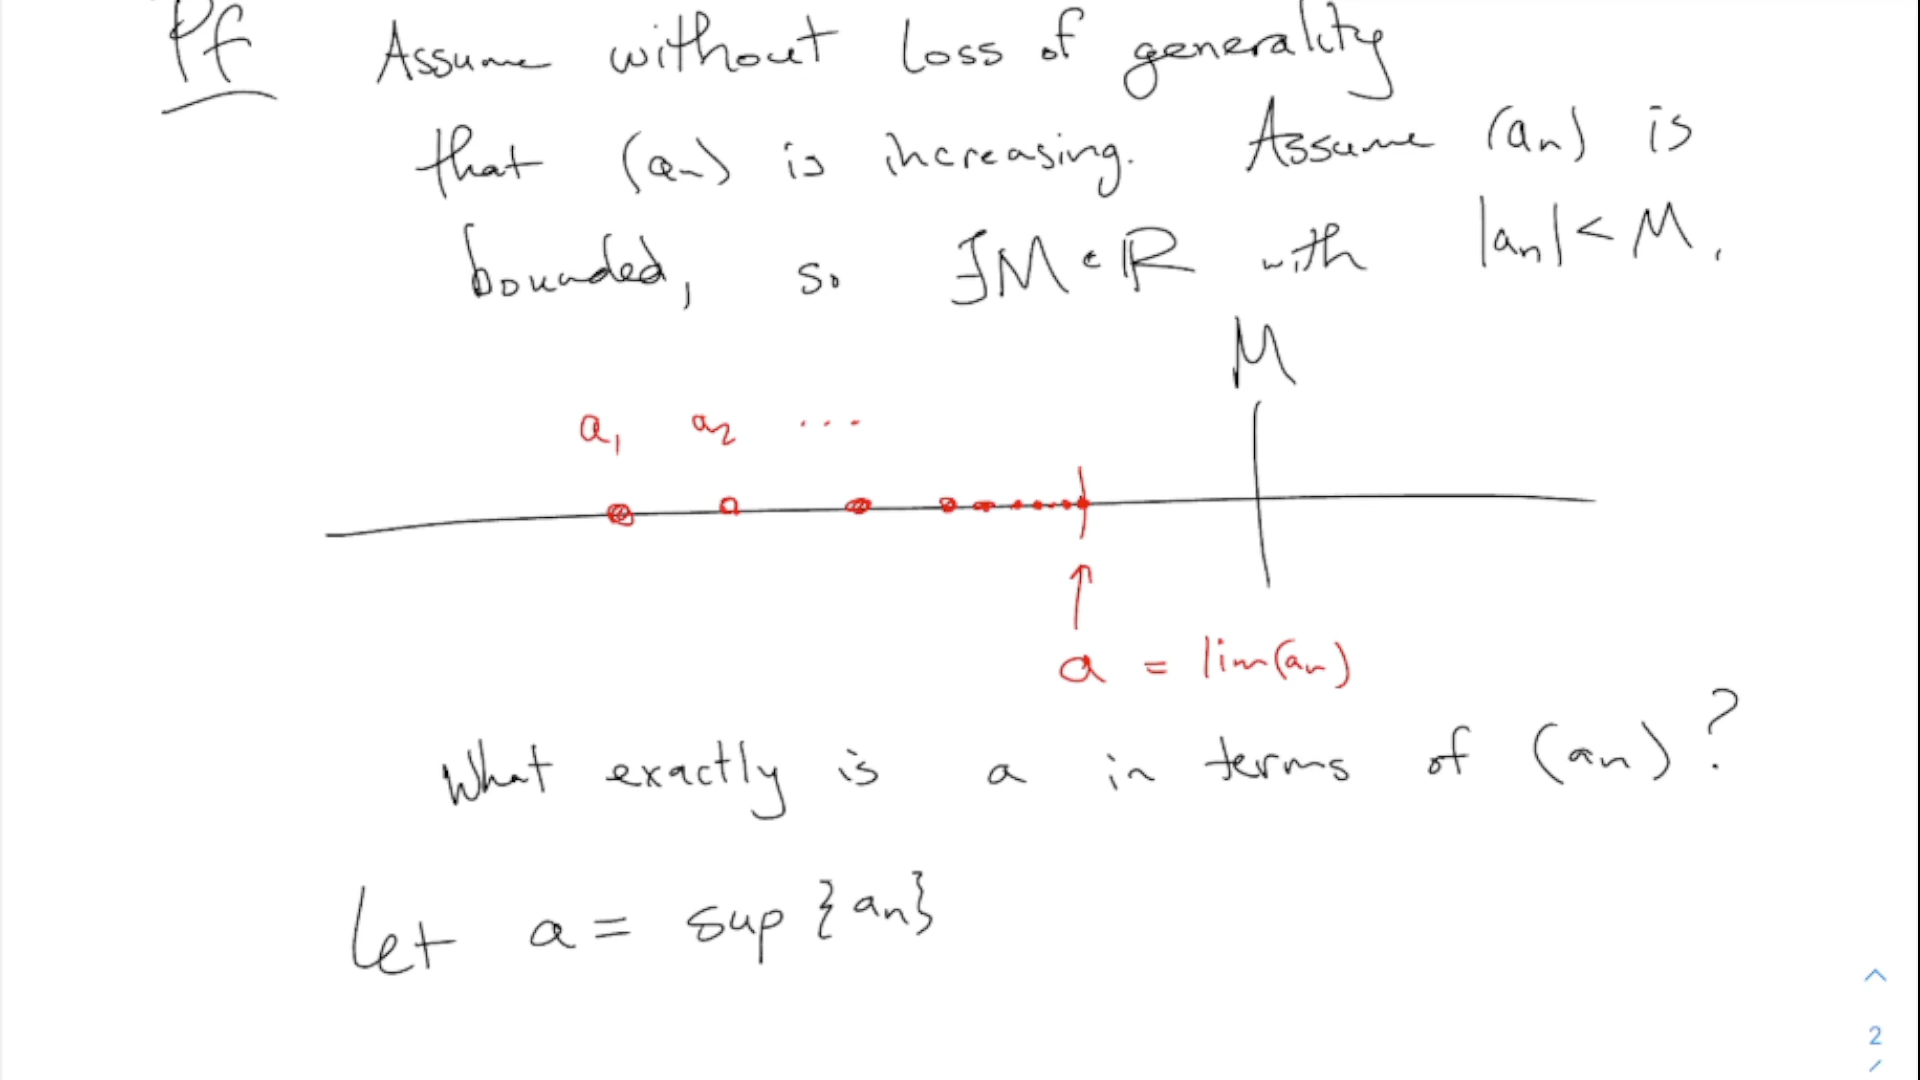 Pf Assume without loss of generality
that (an) is increasing. Assume (an) is
bounded, so ∃M∈ℝ with |an|<M.
M
a1 a2 ...
a = lim(an)
What exactly is a in terms of (an)?
Let a = sup {an}
2